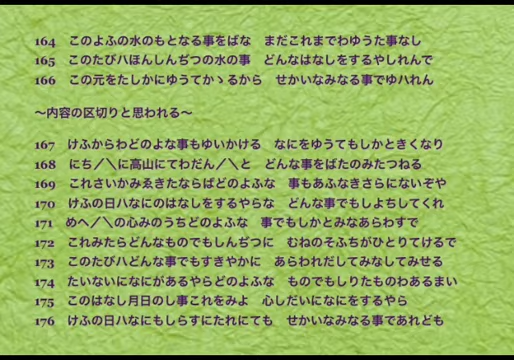 164 このよふの水のもとなる事をばな まだこれまでわゆうた事なし
165 このたびハほんしんぢつの水の事 どんなはなしをするやしれんで
166 この元をたしかにゆうてかゝるから せかいなみなる事でゆハれん
～内容の区切りと思われる～
167 けふからわどのよな事もゆいかける なにをゆうてもしかときくなり
168 にち／＼に高山にてわだん／＼と どんな事をばたのみたつねる
169 これさいかみゑきたならばどのよふな 事もあふなきさらにないぞや
170 けふの日ハなにのはなしをするやらな どんな事でもしよちしてくれ
171 めへ／＼の心みのうちどのよふな 事でもしかとみなあらわすで
172 これみたらどんなものでもしんぢつに むねのそふちがひとりてけるで
173 このたびハどんな事でもすきやかに あらわれだしてみなしてみせる
174 たいないになにがあるやらどのよふな ものでもしりたものわあるまい
175 このはなし月日のし事これをみよ 心しだいになにをするやら
176 けふの日ハなにもしらすにたれにても せかいなみなる事であれども